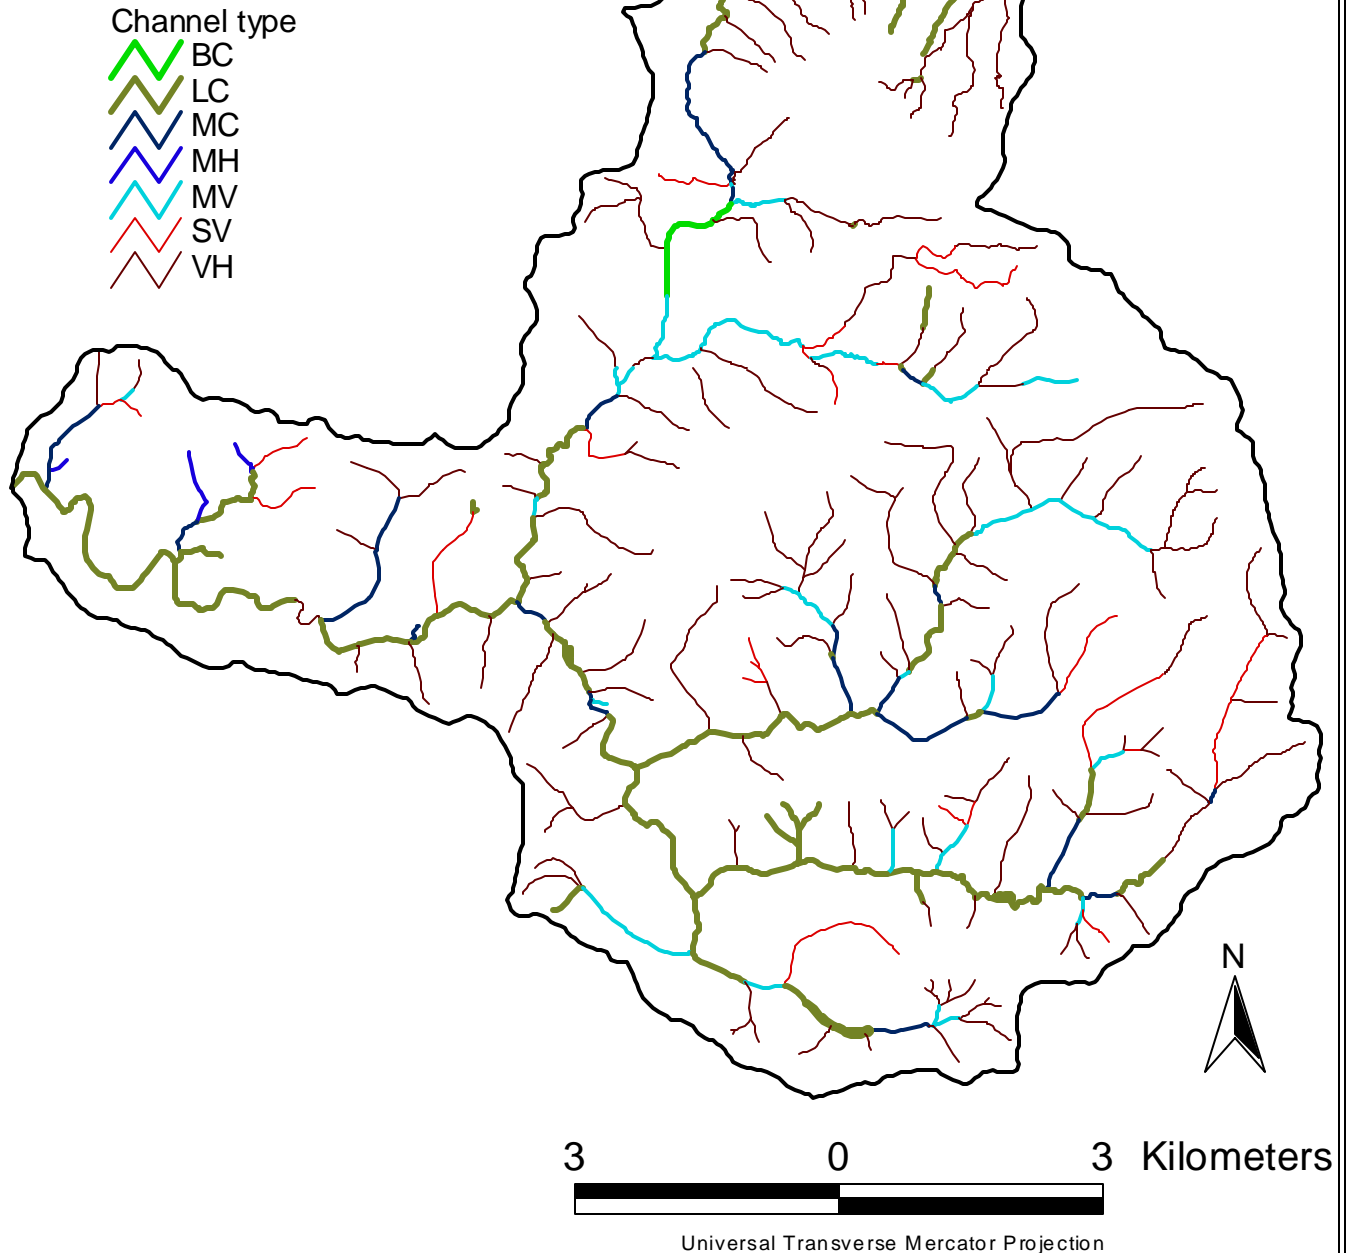 Channel type
BC
LC
MC
MH
MV
SV
VH
N
3 0 3 Kilometers
Universal Transverse Mercator Projection